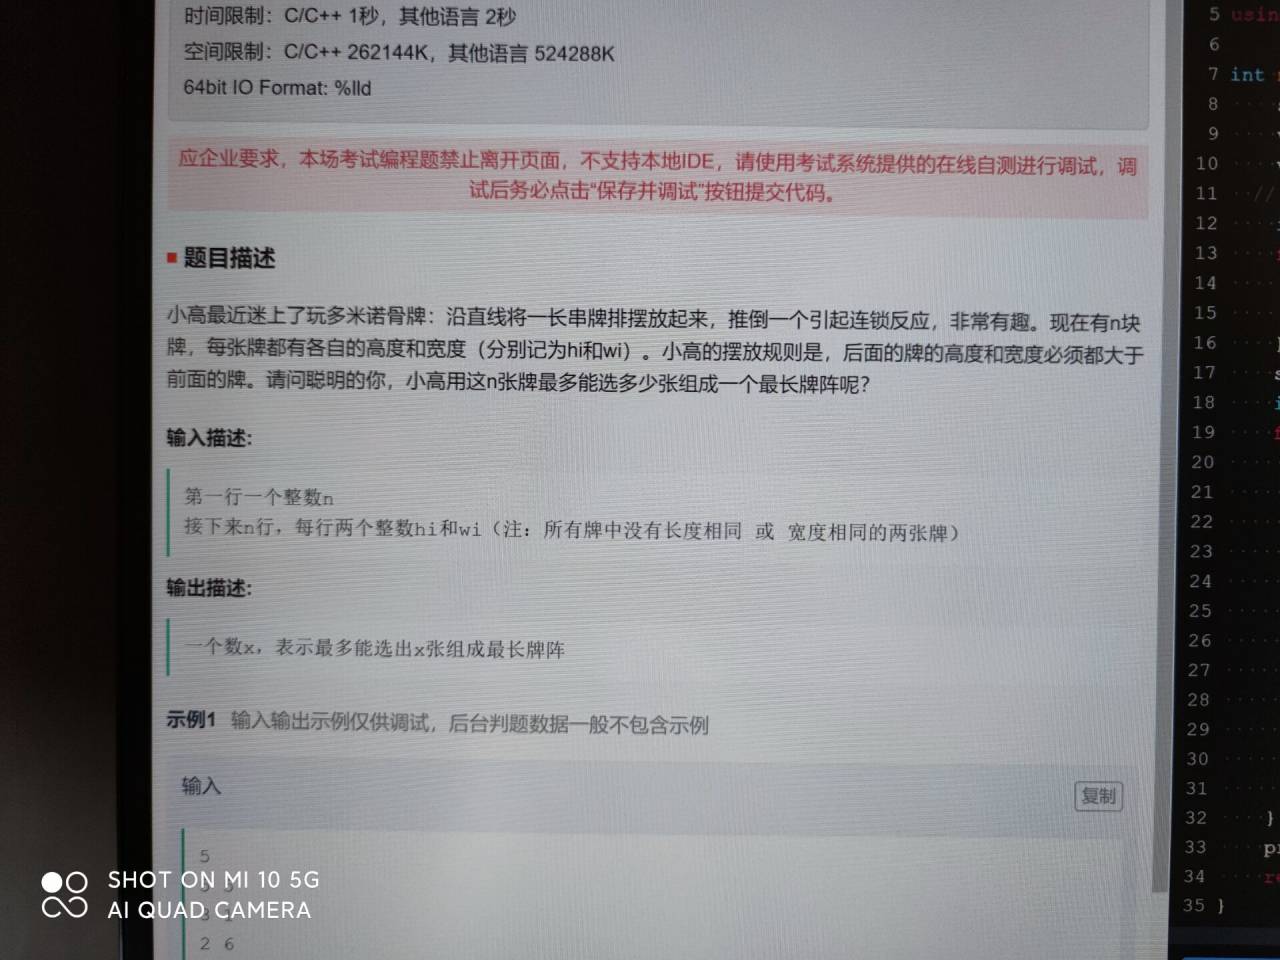 时间限制：C/C++ 1秒，其他语言 2秒
空间限制：C/C++ 262144K，其他语言 524288K
64bit IO Format: %lld
应企业要求，本场考试编程题禁止离开页面，不支持本地IDE，请使用考试系统提供的在线自测进行调试，调
试后务必点击“保存并调试”按钮提交代码。
题目描述
小高最近迷上了玩多米诺骨牌：沿直线将一长串牌排摆放起来，推倒一个引起连锁反应，非常有趣。现在有n块
牌，每张牌都有各自的高度和宽度（分别记为hi和wi）。小高的摆放规则是，后面的牌的高度和宽度必须都大于
前面的牌。请问聪明的你，小高用这n张牌最多能选多少张组成一个最长牌阵呢？
输入描述:
第一行一个整数n
接下来n行，每行两个整数hi和wi（注：所有牌中没有长度相同 或 宽度相同的两张牌）
输出描述:
一个数x，表示最多能选出x张组成最长牌阵
示例1 输入输出示例仅供调试，后台判题数据一般不包含示例
输入
复制
5
2 6
SHOT ON MI 10 5G
AI QUAD CAMERA
5 usin
6
7 int
8
9
10
11 //
12
13
14
15
16
17
18
19
20
21
22
23
24
25
26
27
28
29
30
31
32 }
33 p
34 re
35 }